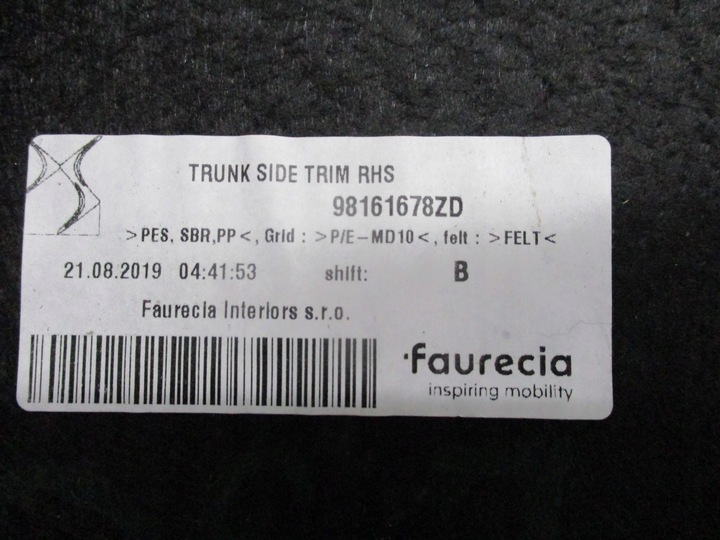 TRUNK SIDE TRIM RHS
98161678ZD
>PES, SBR,PP<, Grid : >P/E-MD10<, felt : >FELT<
21.08.2019 04:41:53 shift: B
Faurecia Interiors s.r.o.
faurecia
inspiring mobility